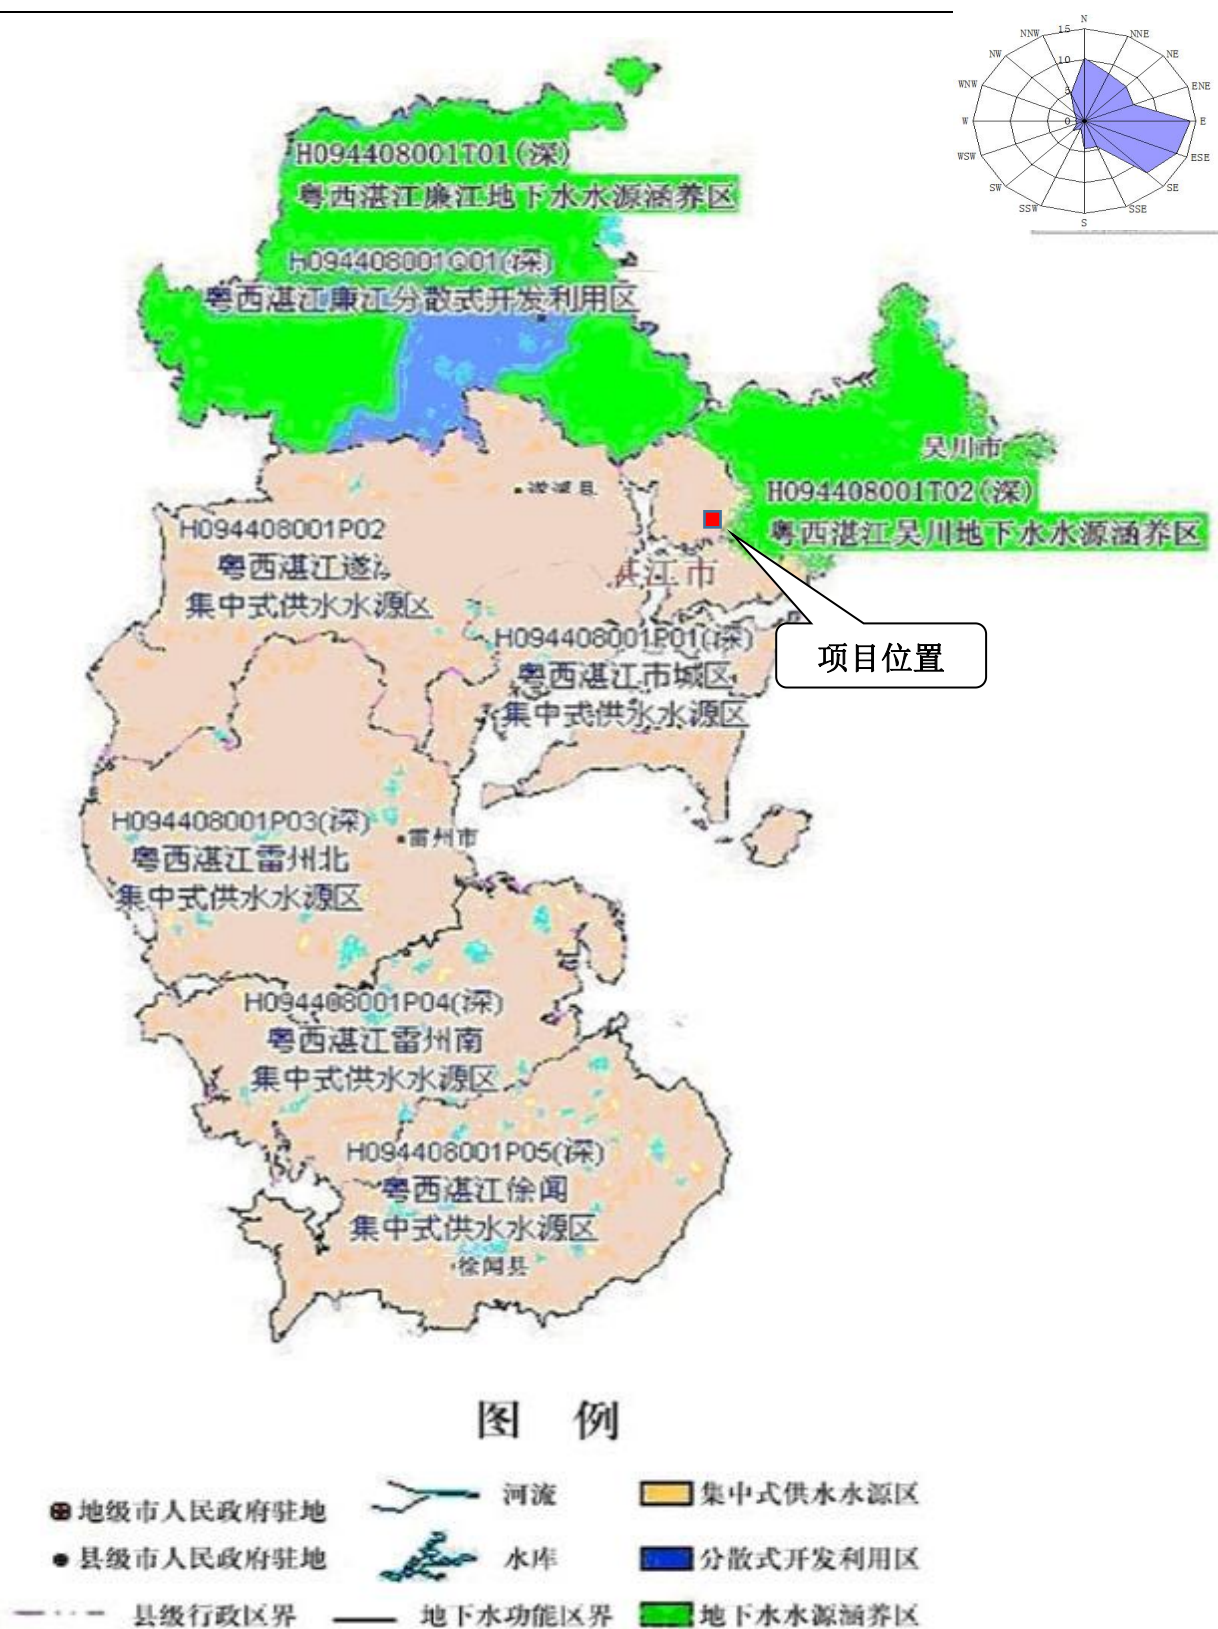 N
NNE
NE
ENE
E
ESE
SE
SSE
S
SSW
SW
WSW
W
WNW
NW
NNW
15
10
5
0
H094408001T01(深)
粤西湛江廉江地下水水源涵养区
H094408001Q01(深)
粤西湛江廉江分散式开发利用区
吴川市
H094408001T02(深)
粤西湛江吴川地下水水源涵养区
遂溪县
H094408001P02
粤西湛江遂
集中式供水水源区
湛江市
H094408001P01(深)
粤西湛江市城区
集中式供水水源区
项目位置
H094408001P03(深)
粤西湛江雷州北
集中式供水水源区
雷州市
H094408001P04(深)
粤西湛江雷州南
集中式供水水源区
H094408001P05(深)
粤西湛江徐闻
集中式供水水源区
徐闻县
图 例
地级市人民政府驻地
河流
集中式供水水源区
县级市人民政府驻地
水库
分散式开发利用区
县级行政区界
地下水功能区界
地下水水源涵养区